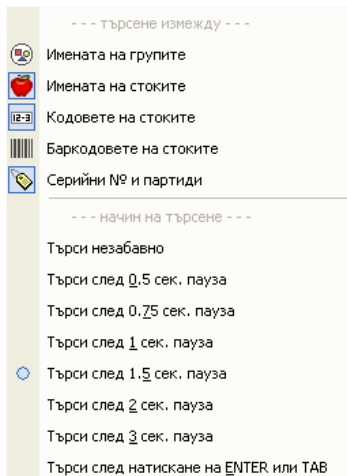 - - - търсене измежду - - -
Имената на групите
Имената на стоките
12-3
Кодовете на стоките
Баркодовете на стоките
Серийни № и партиди
- - - начин на търсене - - -
Търси незабавно
Търси след 0.5 сек. пауза
Търси след 0.75 сек. пауза
Търси след 1 сек. пауза
Търси след 1.5 сек. пауза
Търси след 2 сек. пауза
Търси след 3 сек. пауза
Търси след натискане на ENTER или TAB